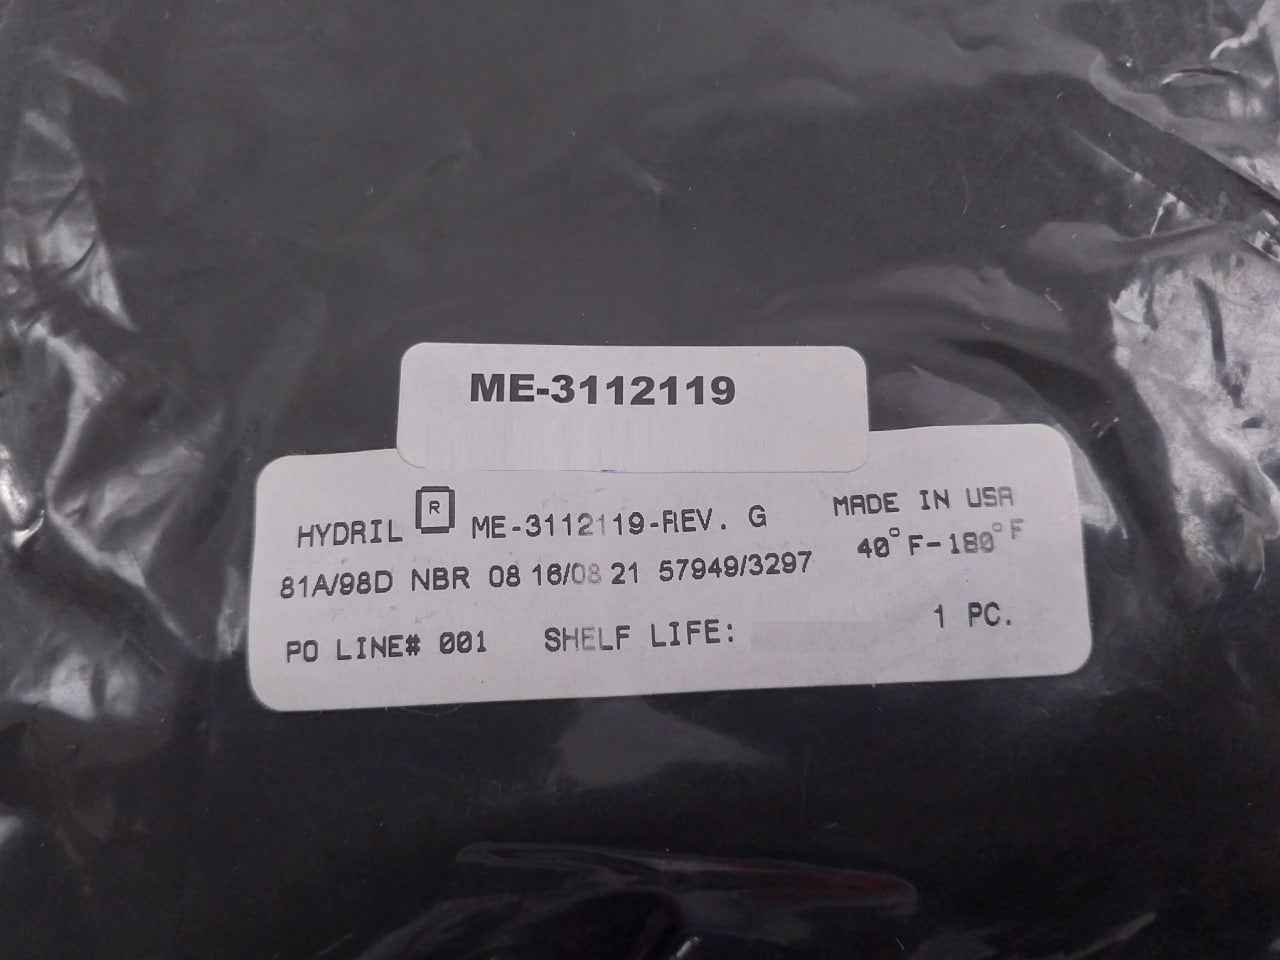 ME-3112119
HYDRIL R ME-3112119-REV. G MADE IN USA
81A/98D NBR 08 16/08 21 57949/3297 40°F-180°F
PO LINE# 001 SHELF LIFE: 1 PC.